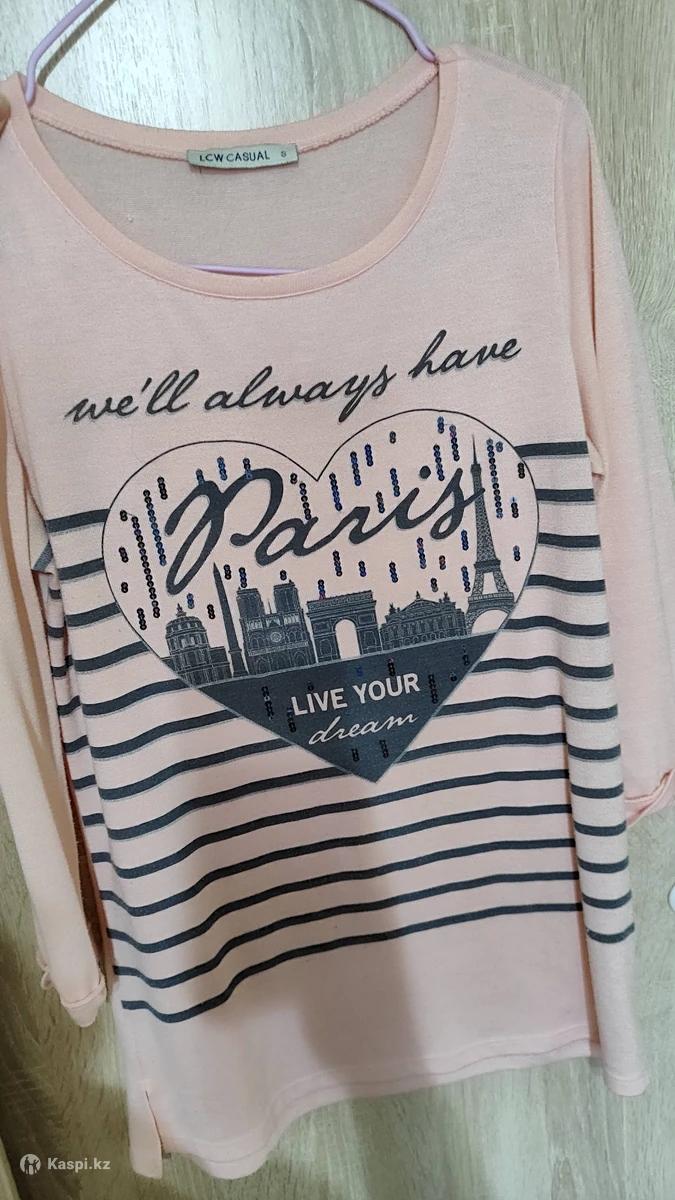 LCW CASUAL S
we'll always have
Paris
LIVE YOUR
dream
Kaspi.kz